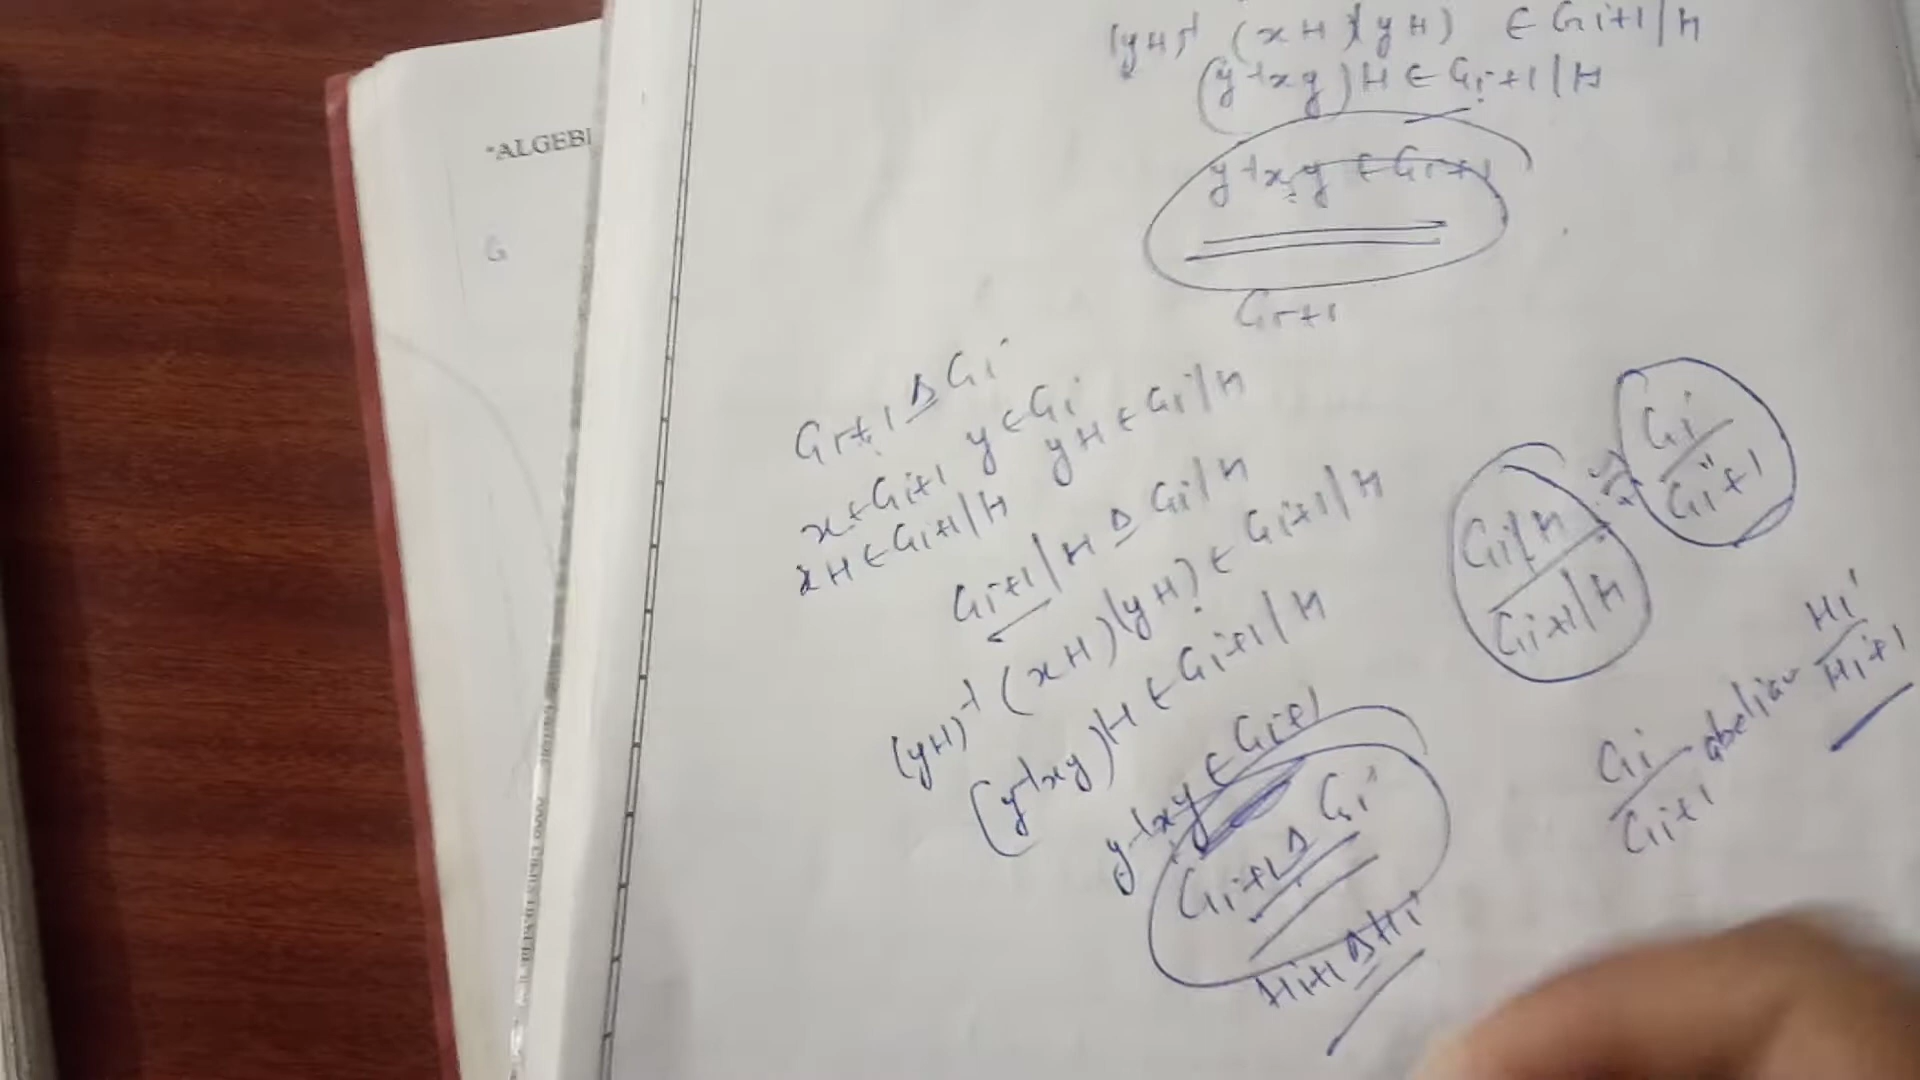 "ALGEB
G
(yH)⁻¹ (xH)(yH) ∈ Gi+1/H
(y⁻¹xy)H ∈ Gi+1/H
y⁻¹xy ∈ Gi+1
Gi+1
Gi+1 ⊴ Gi
x ∈ Gi+1 y ∈ Gi
xH ∈ Gi+1/H yH ∈ Gi/H
Gi+1/H ⊴ Gi/H
(yH)⁻¹ (xH)(yH) ∈ Gi+1/H
(y⁻¹xy)H ∈ Gi+1/H
y⁻¹xy ∈ Gi+1
Gi+1 ⊴ Gi
Hi+1 ⊴ Hi
Gi/H ≅ Gi
Gi+1/H Gi+1
Gi abelian Hi
Gi+1 Hi+1